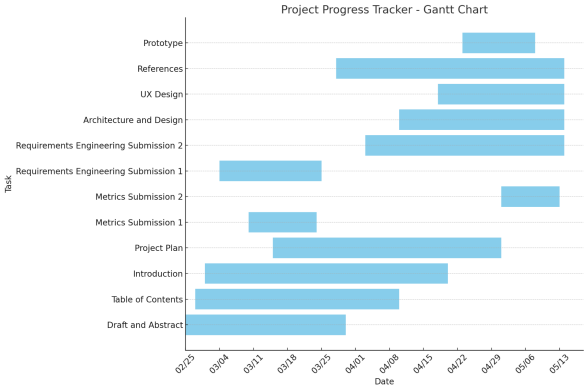 Project Progress Tracker - Gantt Chart
Prototype
References
UX Design
Architecture and Design
Requirements Engineering Submission 2
Requirements Engineering Submission 1
Metrics Submission 2
Metrics Submission 1
Project Plan
Introduction
Table of Contents
Draft and Abstract
Task
02/25 03/04 03/11 03/18 03/25 04/01 04/08 04/15 04/22 04/29 05/06 05/13
Date